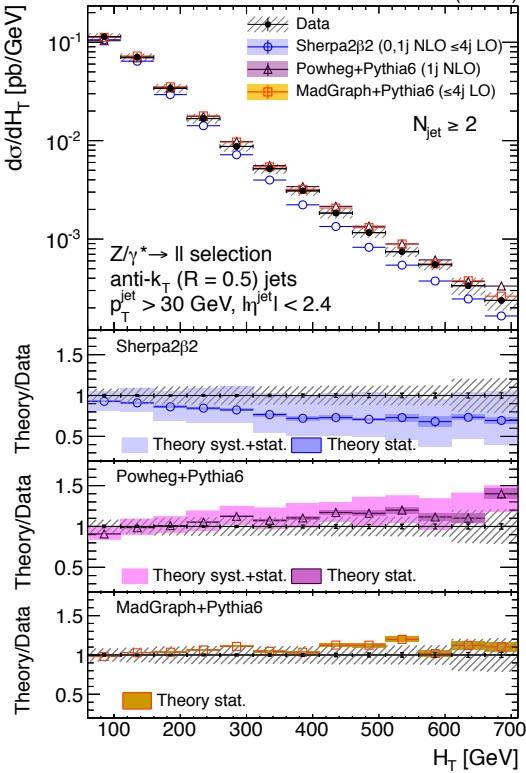 Data
Sherpa2β2 (0,1j NLO ≤4j LO)
Powheg+Pythia6 (1j NLO)
MadGraph+Pythia6 (≤4j LO)
N_jet ≥ 2
dσ/dH_T [pb/GeV]
10^-1
10^-2
10^-3
Z/γ*→ ll selection
anti-k_T (R = 0.5) jets
p_T^jet > 30 GeV, |η^jet| < 2.4
Theory/Data
1.5
1
0.5
Sherpa2β2
Theory syst.+stat. Theory stat.
Theory/Data
1.5
1
0.5
Powheg+Pythia6
Theory syst.+stat. Theory stat.
Theory/Data
1.5
1
0.5
MadGraph+Pythia6
Theory stat.
100 200 300 400 500 600 700
H_T [GeV]